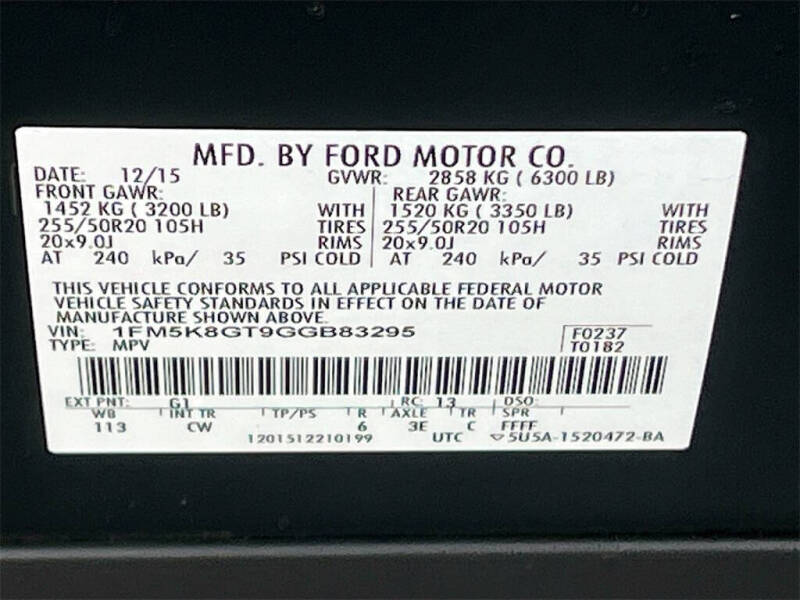 MFD. BY FORD MOTOR CO.
DATE: 12/15 GVWR: 2858 KG ( 6300 LB)
FRONT GAWR: REAR GAWR:
1452 KG ( 3200 LB) WITH 1520 KG ( 3350 LB) WITH
255/50R20 105H TIRES 255/50R20 105H TIRES
20x9.0J RIMS 20x9.0J RIMS
AT 240 kPa/ 35 PSI COLD AT 240 kPa/ 35 PSI COLD
THIS VEHICLE CONFORMS TO ALL APPLICABLE FEDERAL MOTOR
VEHICLE SAFETY STANDARDS IN EFFECT ON THE DATE OF
MANUFACTURE SHOWN ABOVE.
VIN: 1FM5K8GT9GGB83295 F0237
TYPE: MPV T0182
EXT PNT: G1 RC: 13 DSO:
WB INT TR TP/PS R AXLE TR SPR
113 CW 6 3E C FFFF
1201512210199 UTC ▽5U5A-1520472-BA